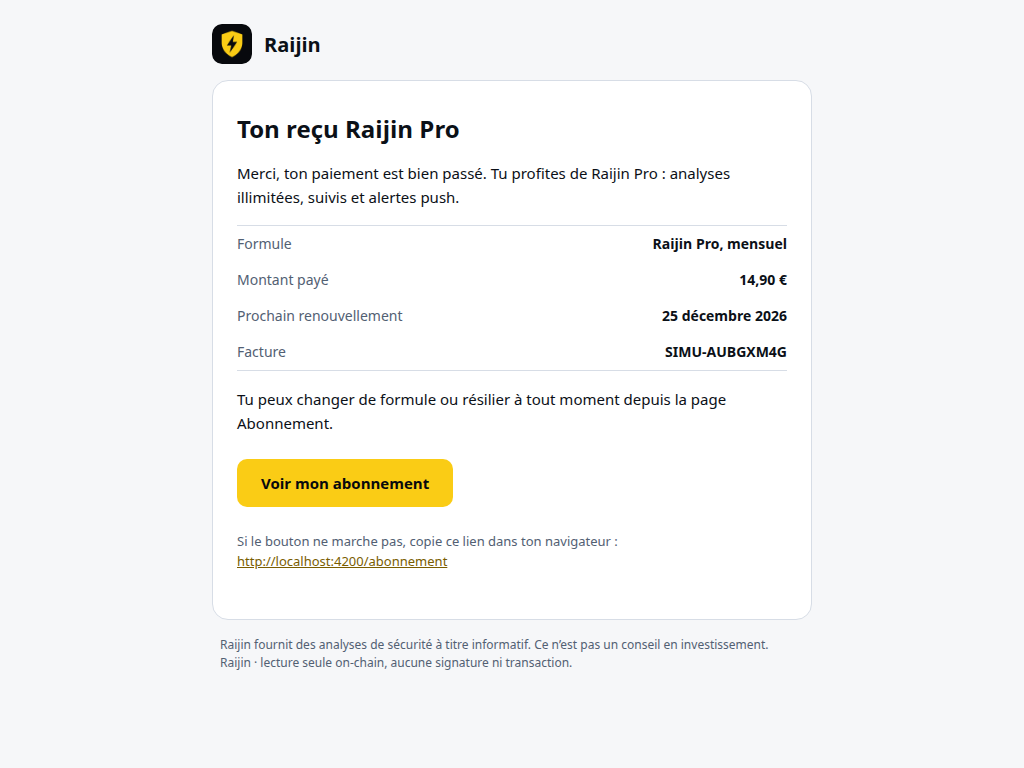 Raijin
Ton reçu Raijin Pro
Merci, ton paiement est bien passé. Tu profites de Raijin Pro : analyses
illimitées, suivis et alertes push.
Formule Raijin Pro, mensuel
Montant payé 14,90 €
Prochain renouvellement 25 décembre 2026
Facture SIMU-AUBGXM4G
Tu peux changer de formule ou résilier à tout moment depuis la page
Abonnement.
Voir mon abonnement
Si le bouton ne marche pas, copie ce lien dans ton navigateur :
http://localhost:4200/abonnement
Raijin fournit des analyses de sécurité à titre informatif. Ce n’est pas un conseil en investissement.
Raijin · lecture seule on-chain, aucune signature ni transaction.